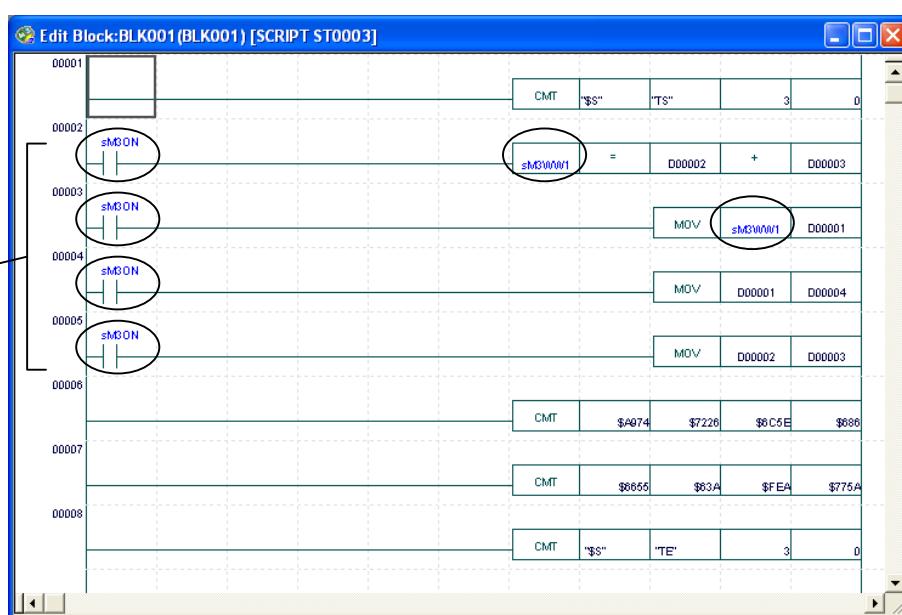 Edit Block:BLK001(BLK001) [SCRIPT ST0003]
00001
CMT "$S" "TS" 3 0
00002
sM3ON
sM3WW1 = D00002 + D00003
00003
sM3ON
MOV sM3WW1 D00001
00004
sM3ON
MOV D00001 D00004
00005
sM3ON
MOV D00002 D00003
00006
CMT $A974 $7226 $6C5E $686
00007
CMT $6655 $63A $FEA $775A
00008
CMT "$S" "TE" 3 0